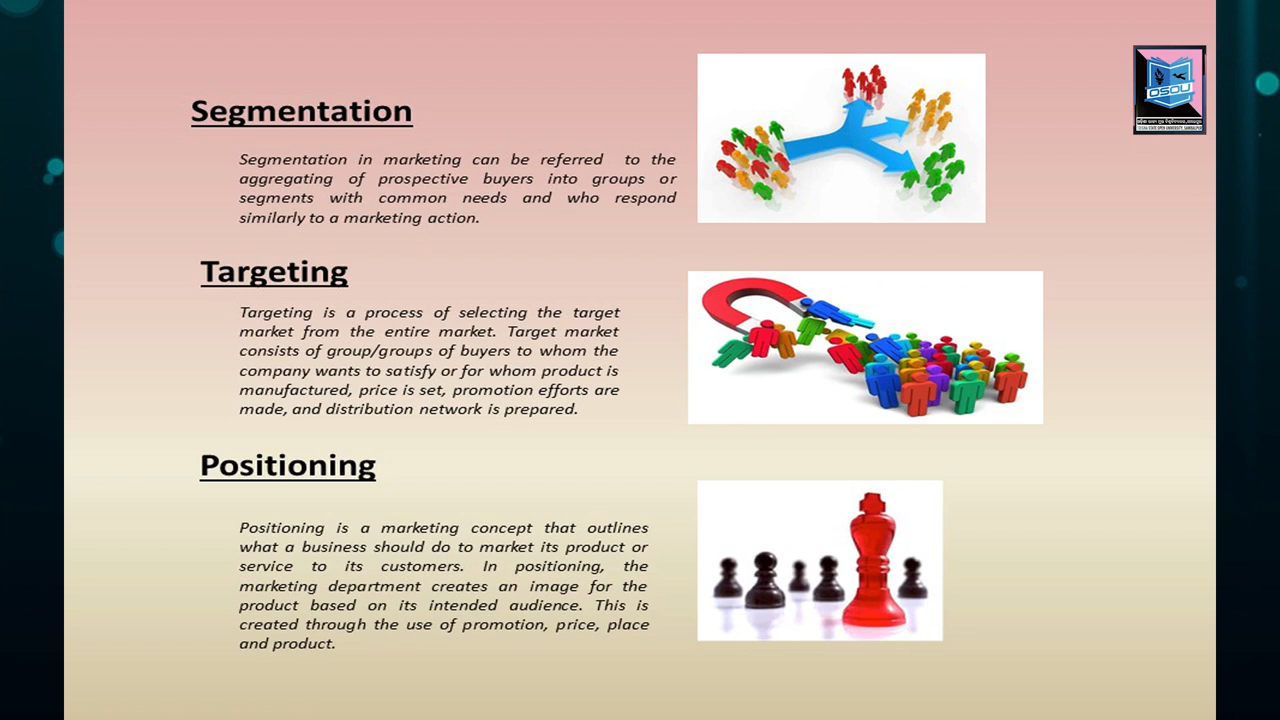 Segmentation
Segmentation in marketing can be referred to the
aggregating of prospective buyers into groups or
segments with common needs and who respond
similarly to a marketing action.
Targeting
Targeting is a process of selecting the target
market from the entire market. Target market
consists of group/groups of buyers to whom the
company wants to satisfy or for whom product is
manufactured, price is set, promotion efforts are
made, and distribution network is prepared.
Positioning
Positioning is a marketing concept that outlines
what a business should do to market its product or
service to its customers. In positioning, the
marketing department creates an image for the
product based on its intended audience. This is
created through the use of promotion, price, place
and product.
OSOU
STATE OPEN UNIVERSITY, SAMBALPUR